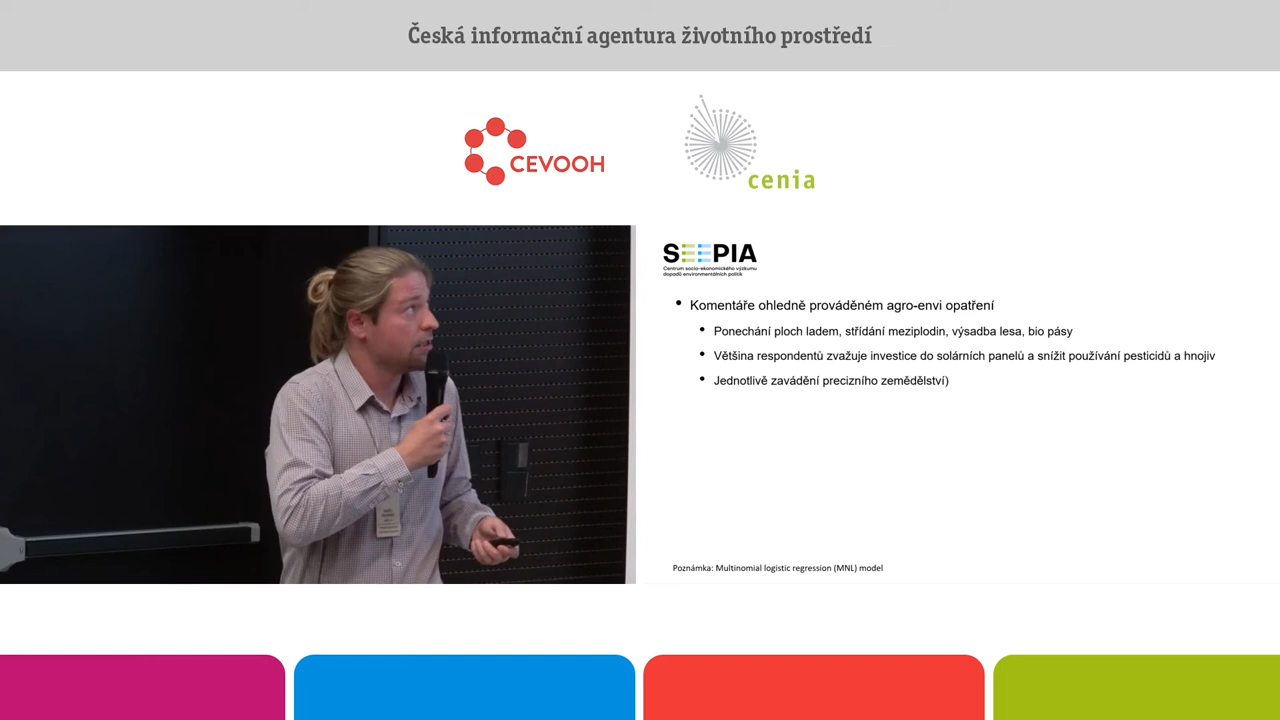 Česká informační agentura životního prostředí
CEVOOH
cenia
SEEPIA
Centrum socio-ekonomického výzkumu
dopadů environmentálních politik
Komentáře ohledně prováděném agro-envi opatření
Ponechání ploch ladem, střídání meziplodin, výsadba lesa, bio pásy
Většina respondentů zvažuje investice do solárních panelů a snížit používání pesticidů a hnojiv
Jednotlivě zavádění precizního zemědělství)
Poznámka: Multinomial logistic regression (MNL) model